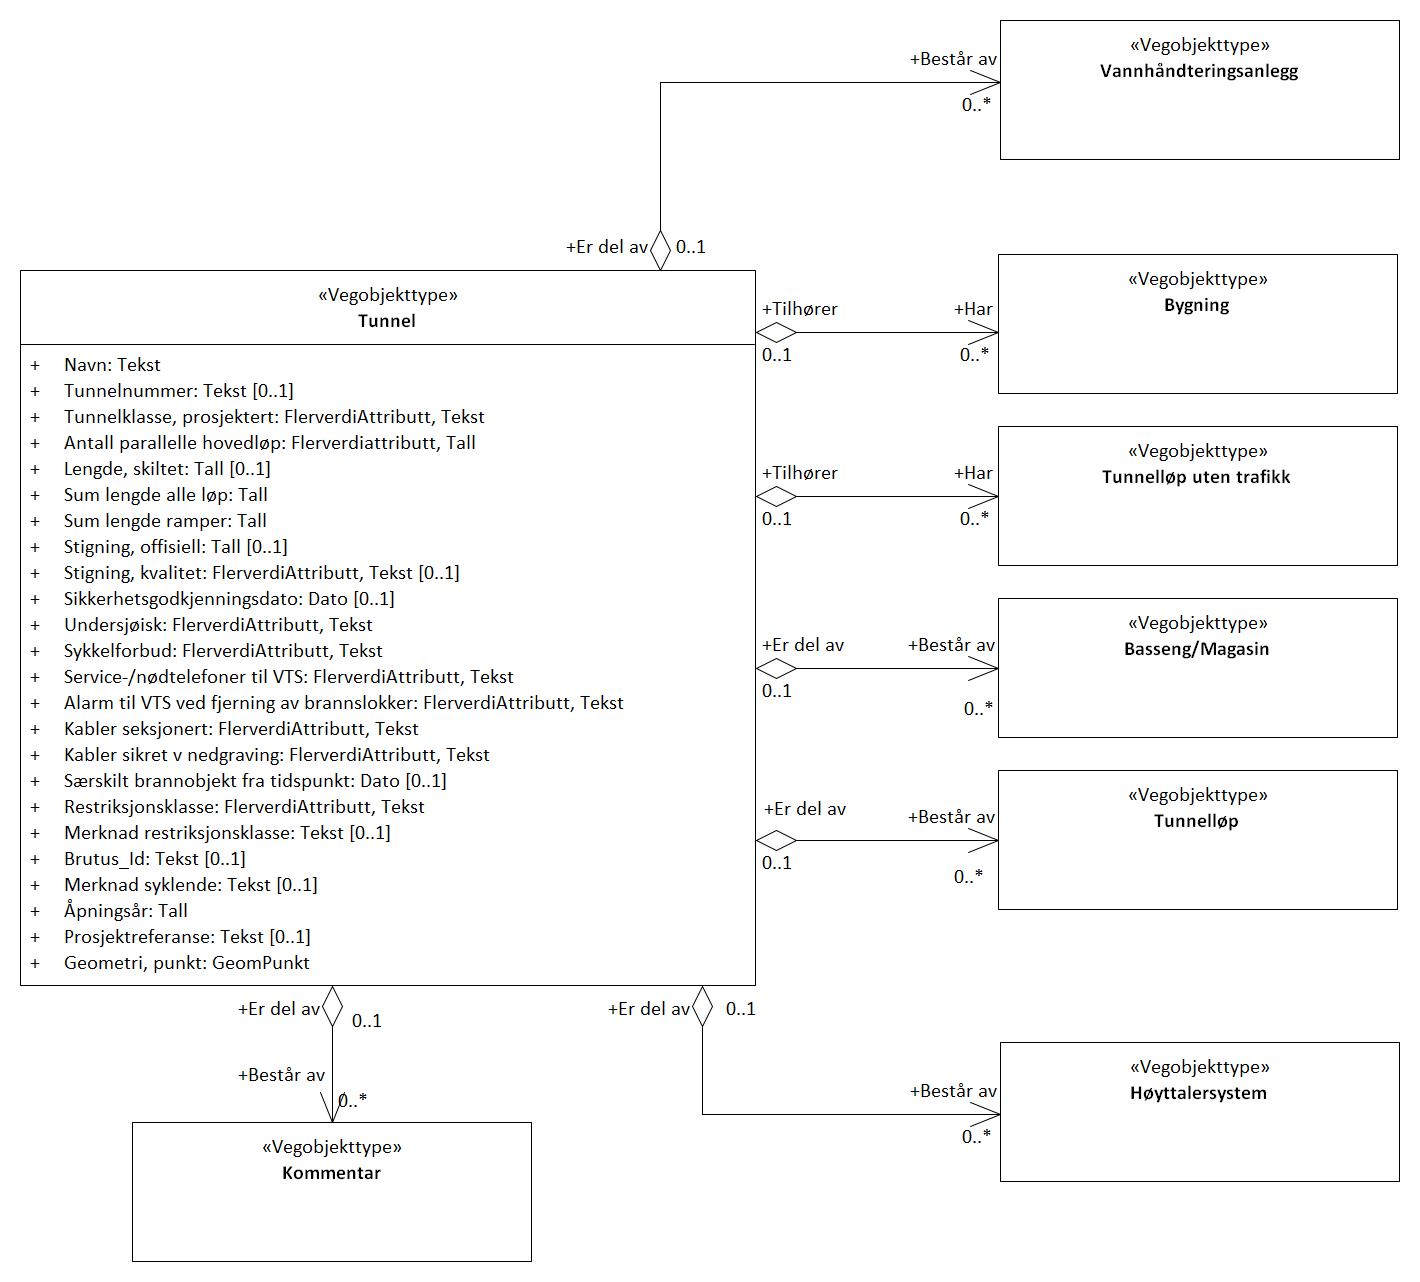 +Består av
0..*
«Vegobjekttype»
Vannhåndteringsanlegg
+Er del av
0..1
«Vegobjekttype»
Tunnel
+ Navn: Tekst
+ Tunnelnummer: Tekst [0..1]
+ Tunnelklasse, prosjektert: FlerverdiAttributt, Tekst
+ Antall parallelle hovedløp: Flerverdiattributt, Tall
+ Lengde, skiltet: Tall [0..1]
+ Sum lengde alle løp: Tall
+ Sum lengde ramper: Tall
+ Stigning, offisiell: Tall [0..1]
+ Stigning, kvalitet: FlerverdiAttributt, Tekst [0..1]
+ Sikkerhetsgodkjenningsdato: Dato [0..1]
+ Undersjøisk: FlerverdiAttributt, Tekst
+ Sykkelforbud: FlerverdiAttributt, Tekst
+ Service-/nødtelefoner til VTS: FlerverdiAttributt, Tekst
+ Alarm til VTS ved fjerning av brannslokker: FlerverdiAttributt, Tekst
+ Kabler seksjonert: FlerverdiAttributt, Tekst
+ Kabler sikret v nedgraving: FlerverdiAttributt, Tekst
+ Særskilt brannobjekt fra tidspunkt: Dato [0..1]
+ Restriksjonsklasse: FlerverdiAttributt, Tekst
+ Merknad restriksjonsklasse: Tekst [0..1]
+ Brutus_Id: Tekst [0..1]
+ Merknad syklende: Tekst [0..1]
+ Åpningsår: Tall
+ Prosjektreferanse: Tekst [0..1]
+ Geometri, punkt: GeomPunkt
+Tilhører
0..1
+Har
0..*
«Vegobjekttype»
Bygning
+Tilhører
0..1
+Har
0..*
«Vegobjekttype»
Tunnelløp uten trafikk
+Er del av
0..1
+Består av
0..*
«Vegobjekttype»
Basseng/Magasin
+Er del av
0..1
+Består av
0..*
«Vegobjekttype»
Tunnelløp
+Er del av
0..1
+Består av
0..*
«Vegobjekttype»
Kommentar
+Er del av
0..1
+Består av
0..*
«Vegobjekttype»
Høyttalersystem